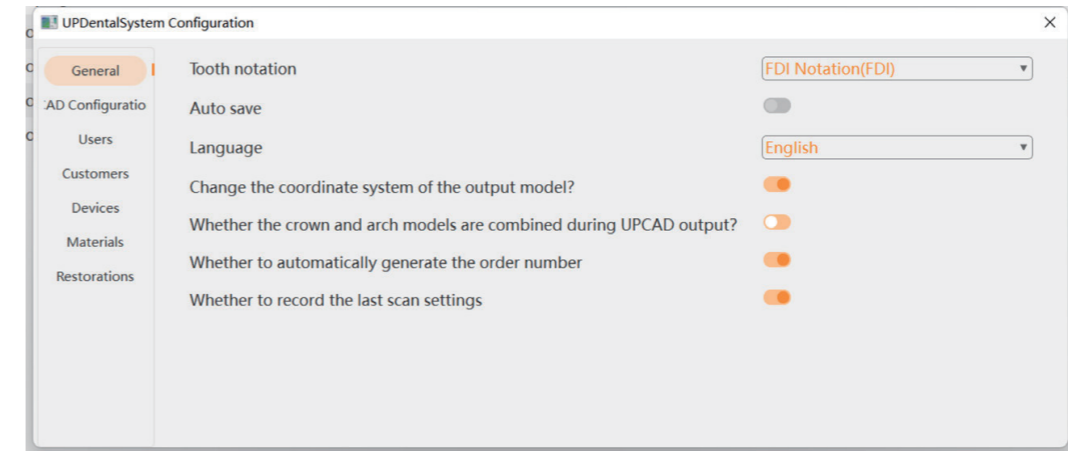 UPDentalSystem Configuration
General
AD Configuratio
Users
Customers
Devices
Materials
Restorations
Tooth notation
FDI Notation(FDI)
Auto save
Language
English
Change the coordinate system of the output model?
Whether the crown and arch models are combined during UPCAD output?
Whether to automatically generate the order number
Whether to record the last scan settings